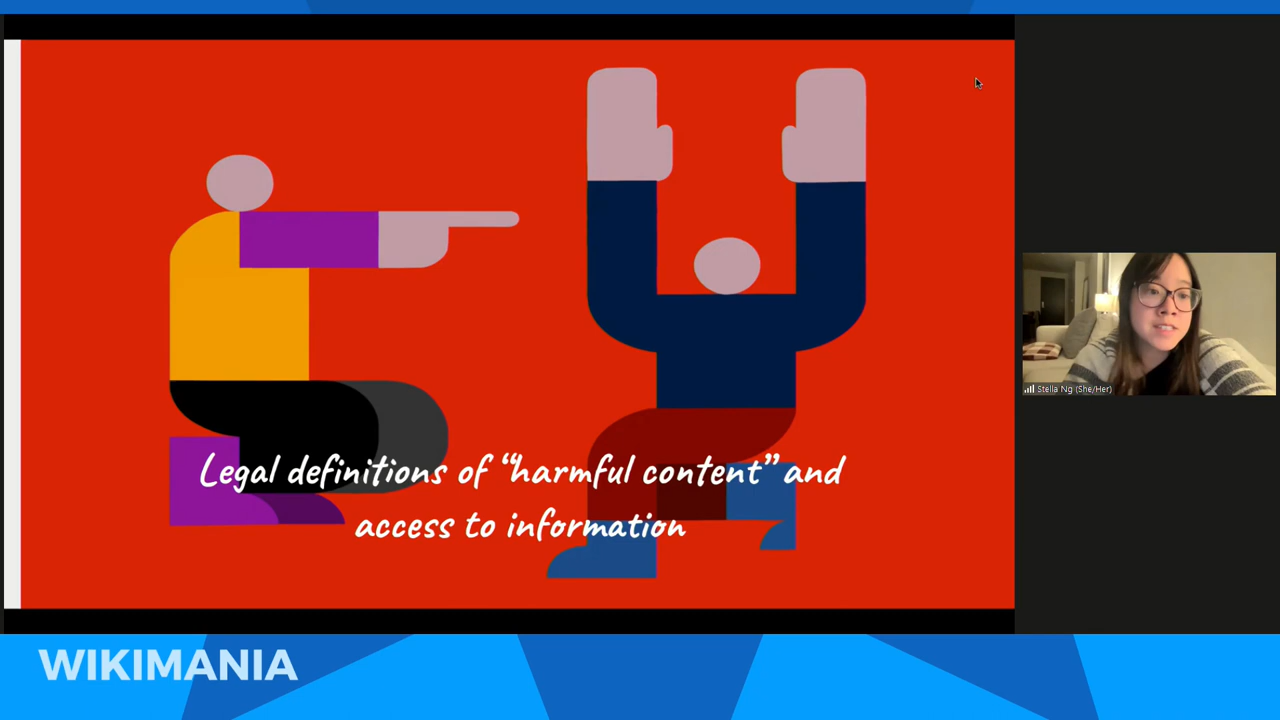 Legal definitions of “harmful content” and
access to information
Stella Ng (She/Her)
WIKIMANIA